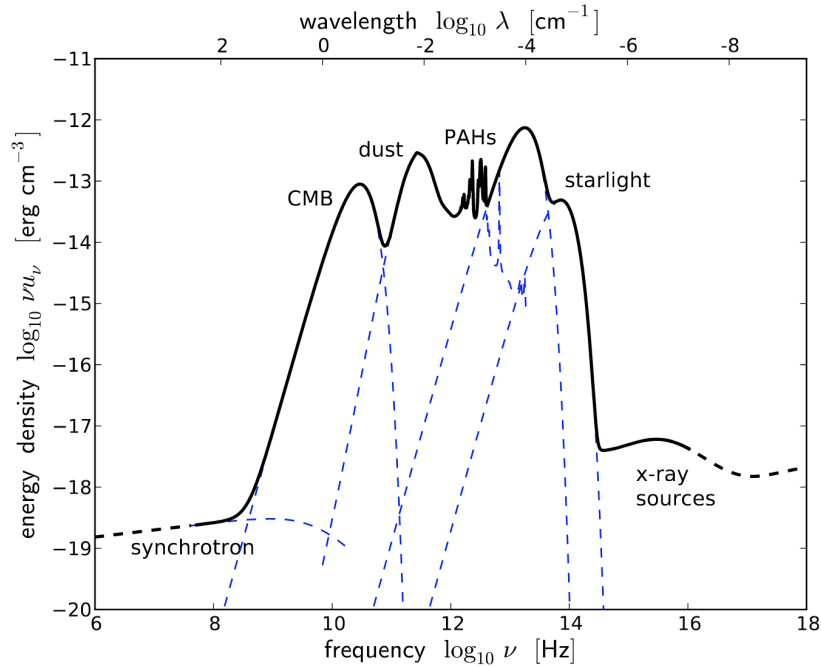 wavelength log₁₀ λ [cm⁻¹]
2 0 -2 -4 -6 -8
energy density log₁₀ νuᵥ [erg cm⁻³]
−11
−12
−13
−14
−15
−16
−17
−18
−19
−20
PAHs
dust
CMB
starlight
x-ray
sources
synchrotron
6 8 10 12 14 16 18
frequency log₁₀ ν [Hz]